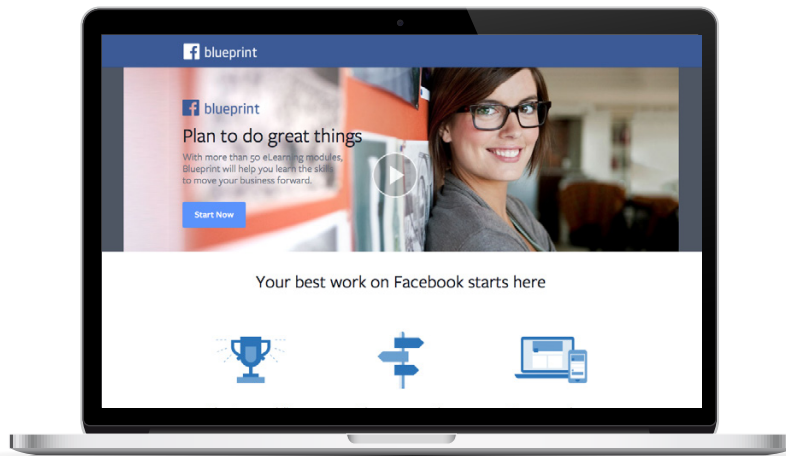 blueprint
blueprint
Plan to do great things
With more than 50 eLearning modules,
Blueprint will help you learn the skills
to move your business forward.
Start Now
Your best work on Facebook starts here